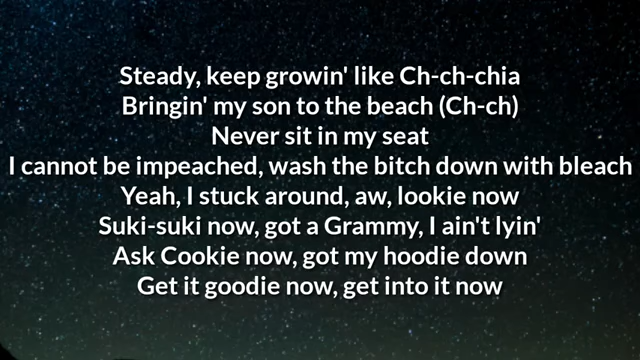 Steady, keep growin' like Ch-ch-chia
Bringin' my son to the beach (Ch-ch)
Never sit in my seat
I cannot be impeached, wash the bitch down with bleach
Yeah, I stuck around, aw, lookie now
Suki-suki now, got a Grammy, I ain't lyin'
Ask Cookie now, got my hoodie down
Get it goodie now, get into it now